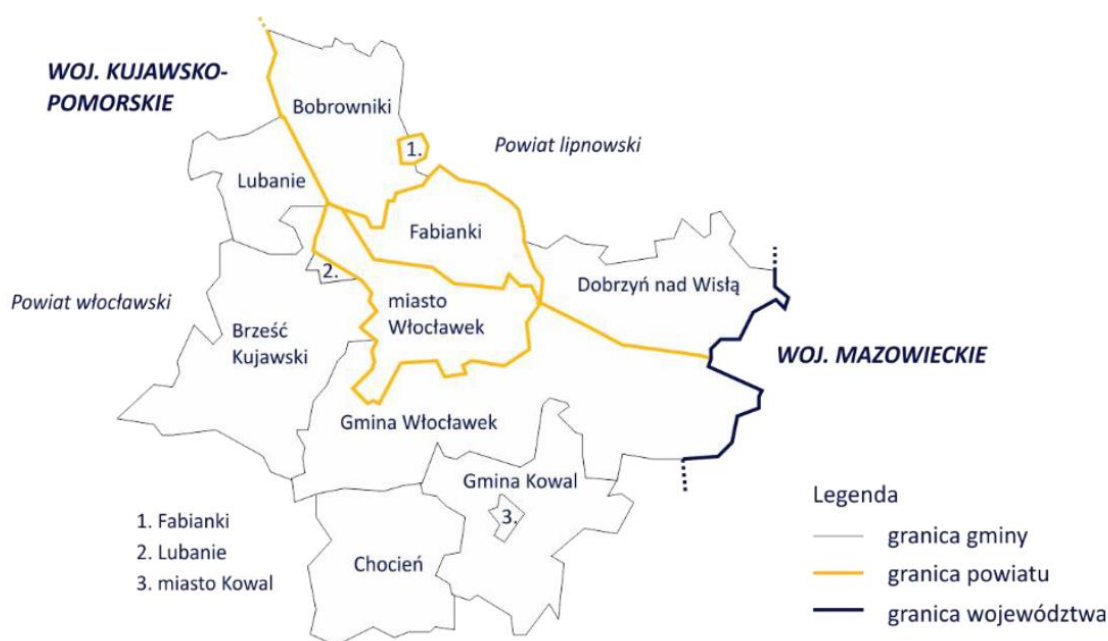 WOJ. KUJAWSKO-
POMORSKIE
Bobrowniki
1.
Powiat lipnowski
Lubanie
Fabianki
2.
Dobrzyń nad Wisłą
Powiat włocławski
miasto
Włocławek
Brześć
Kujawski
WOJ. MAZOWIECKIE
Gmina Włocławek
Gmina Kowal
3.
Chocień
1. Fabianki
2. Lubanie
3. miasto Kowal
Legenda
granica gminy
granica powiatu
granica województwa